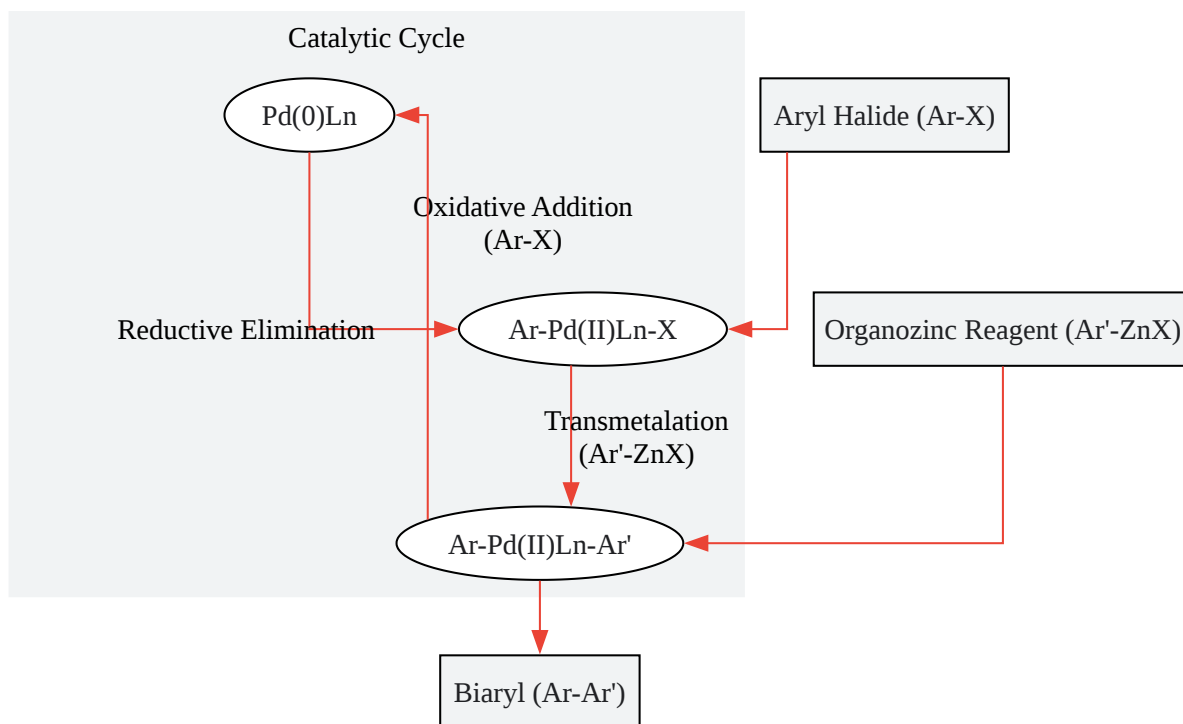 Catalytic Cycle
Pd(0)Ln
Aryl Halide (Ar-X)
Oxidative Addition
(Ar-X)
Reductive Elimination
Ar-Pd(II)Ln-X
Organozinc Reagent (Ar'-ZnX)
Transmetalation
(Ar'-ZnX)
Ar-Pd(II)Ln-Ar'
Biaryl (Ar-Ar')